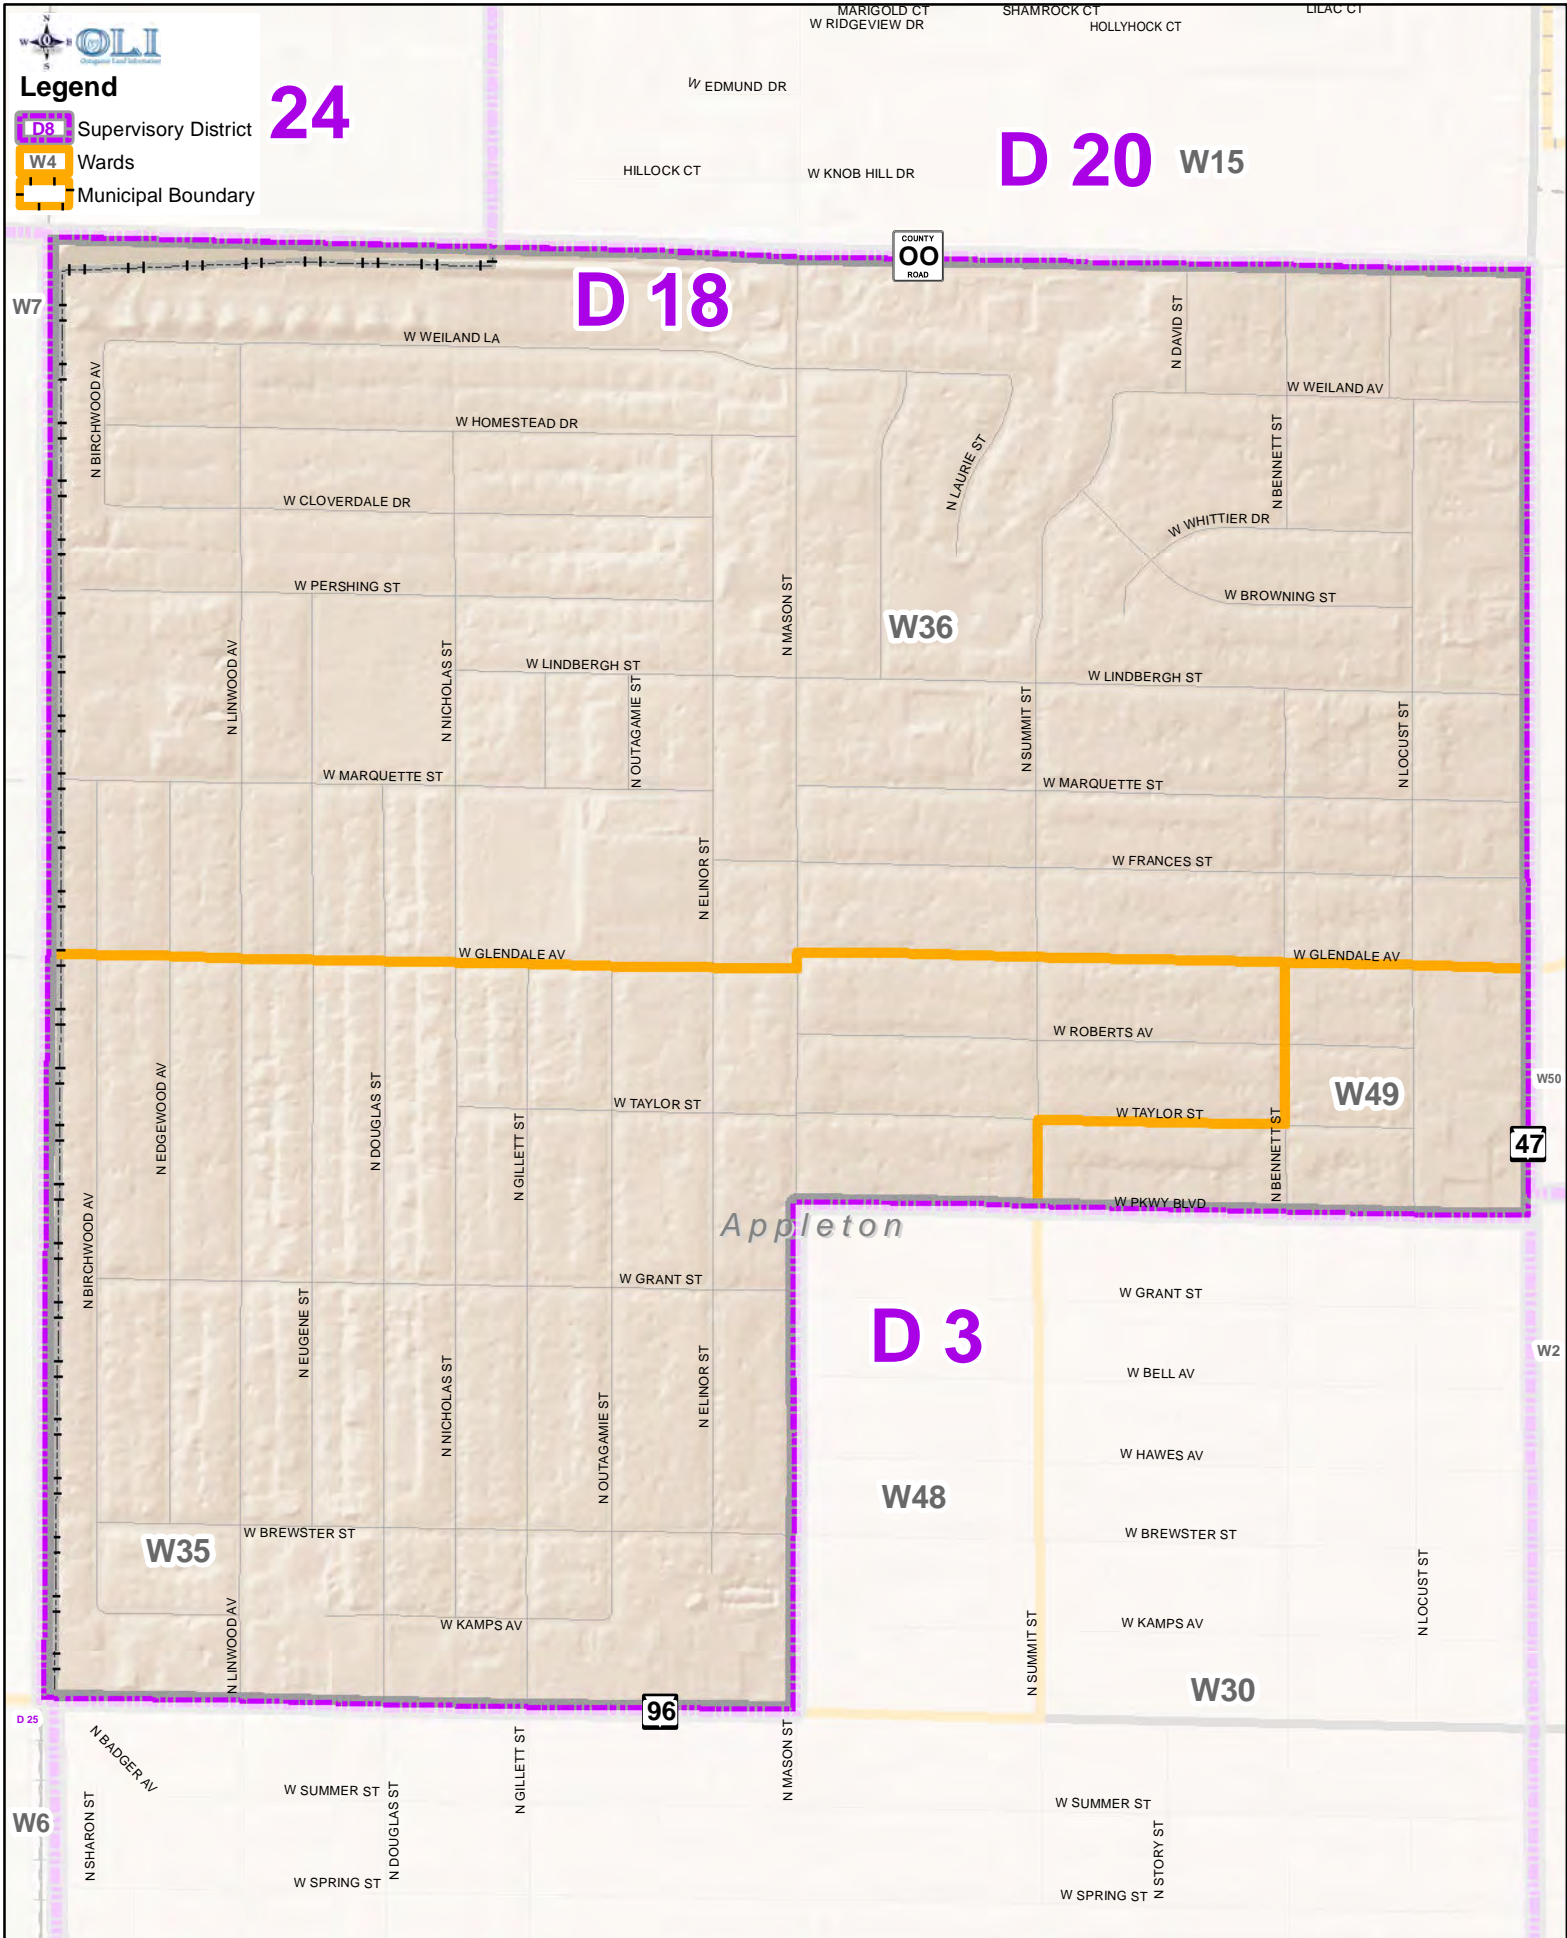 MARIGOLD CT
SHAMROCK CT
LILAC CT
W RIDGEVIEW DR
HOLLYHOCK CT
N
W E
S
OLI
Outagamie Land Information
Legend
D8 Supervisory District
W4 Wards
Municipal Boundary
24
W EDMUND DR
D 20
W15
HILLOCK CT
W KNOB HILL DR
COUNTY
OO
ROAD
D 18
W7
W WEILAND LA
N DAVID ST
W WEILAND AV
N BIRCHWOOD AV
W HOMESTEAD DR
N LAURIE ST
N BENNETT ST
W CLOVERDALE DR
W WHITTIER DR
W PERSHING ST
N MASON ST
W BROWNING ST
W36
N LINWOOD AV
N NICHOLAS ST
W LINDBERGH ST
N OUTAGAMIE ST
W LINDBERGH ST
N SUMMIT ST
N LOCUST ST
W MARQUETTE ST
W MARQUETTE ST
N ELINOR ST
W FRANCES ST
W GLENDALE AV
W GLENDALE AV
W ROBERTS AV
N EDGEWOOD AV
N DOUGLAS ST
W49
W50
W TAYLOR ST
W TAYLOR ST
N GILLETT ST
N BENNETT ST
47
N BIRCHWOOD AV
W PKWY BLVD
Appleton
W GRANT ST
W GRANT ST
N EUGENE ST
D 3
W2
N NICHOLAS ST
N ELINOR ST
W BELL AV
N OUTAGAMIE ST
W HAWES AV
W48
W BREWSTER ST
W BREWSTER ST
W35
N LOCUST ST
N LINWOOD AV
W KAMPS AV
N SUMMIT ST
W KAMPS AV
W30
96
D 25
N BADGER AV
N GILLETT ST
N MASON ST
W SUMMER ST
N DOUGLAS ST
W SUMMER ST
W6
N SHARON ST
N STORY ST
W SPRING ST
W SPRING ST